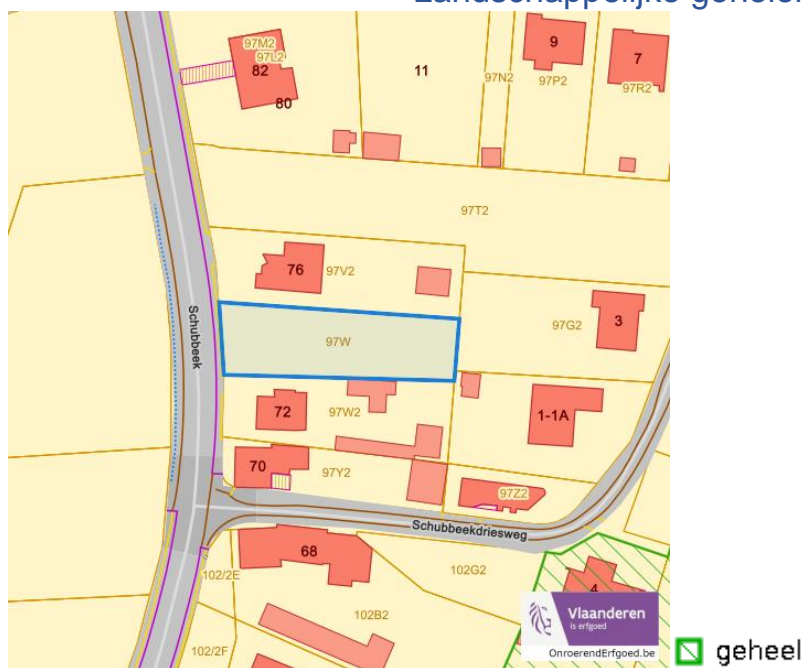 Landschappelijke gehelen
97M2
97L2
82
80
11
97N2
9
97P2
7
97R2
97T2
76
97V2
97G2
3
Schubbeek
97W
72
97W2
1-1A
70
97Y2
97Z2
Schubbeekdriesweg
68
102/2E
102G2
4
102B2
102/2F
Vlaanderen
is erfgoed
OnroerendErfgoed.be
geheel